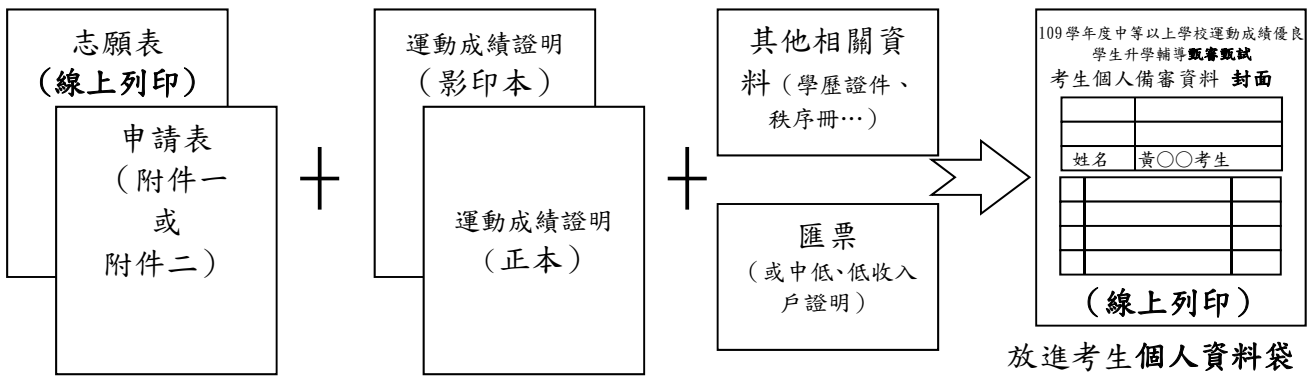 志願表
(線上列印)
申請表
(附件一
或
附件二)
運動成績證明
(影印本)
運動成績證明
(正本)
其他相關資
料(學歷證件、
秩序冊…)
匯票
(或中低、低收入
戶證明)
109學年度中等以上學校運動成績優良
學生升學輔導甄審甄試
考生個人備審資料 封面
姓名 黃○○考生
(線上列印)
放進考生個人資料袋